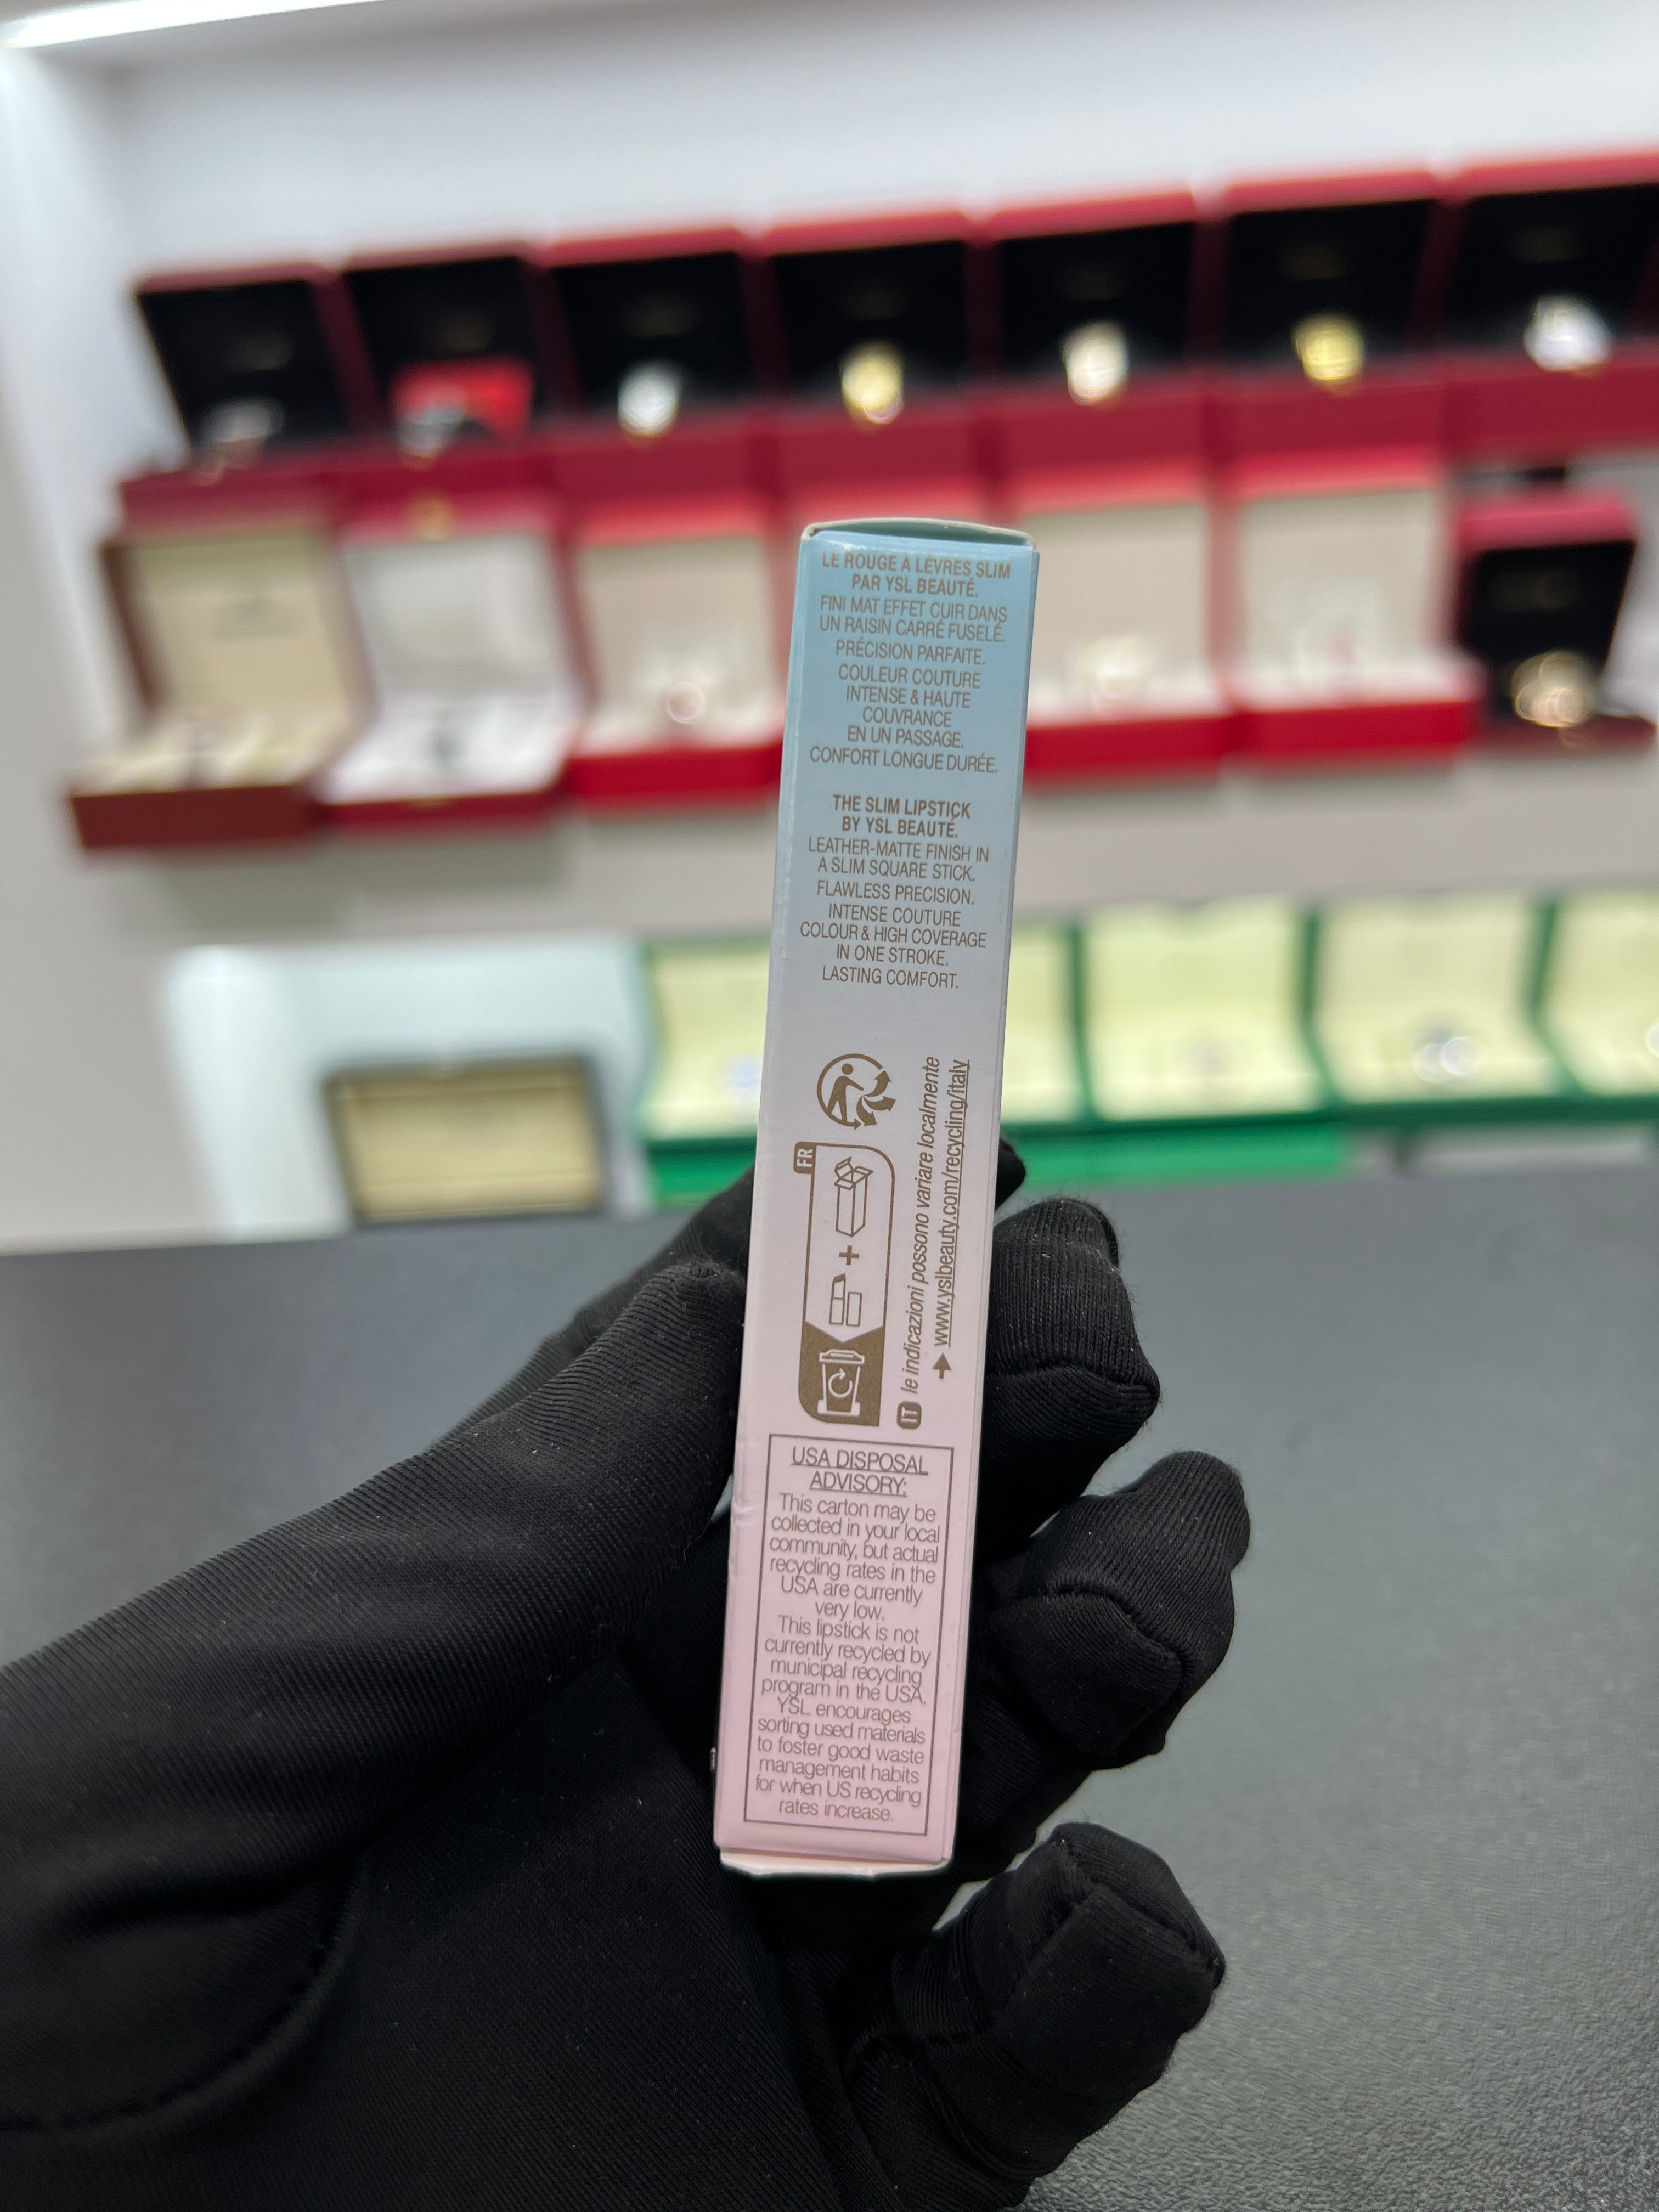 LE ROUGE À LÈVRES SLIM
PAR YSL BEAUTÉ.
FINI MAT EFFET CUIR DANS
UN RAISIN CARRÉ FUSELÉ.
PRÉCISION PARFAITE.
COULEUR COUTURE
INTENSE & HAUTE
COUVRANCE
EN UN PASSAGE.
CONFORT LONGUE DURÉE.
THE SLIM LIPSTICK
BY YSL BEAUTÉ.
LEATHER-MATTE FINISH IN
A SLIM SQUARE STICK.
FLAWLESS PRECISION.
INTENSE COUTURE
COLOUR & HIGH COVERAGE
IN ONE STROKE.
LASTING COMFORT.
FR
+
IT le indicazioni possono variare localmente
➔ www.yslbeauty.com/recycling/italy
USA DISPOSAL
ADVISORY:
This carton may be
collected in your local
community, but actual
recycling rates in the
USA are currently
very low.
This lipstick is not
currently recycled by
municipal recycling
program in the USA.
YSL encourages
sorting used materials
to foster good waste
management habits
for when US recycling
rates increase.